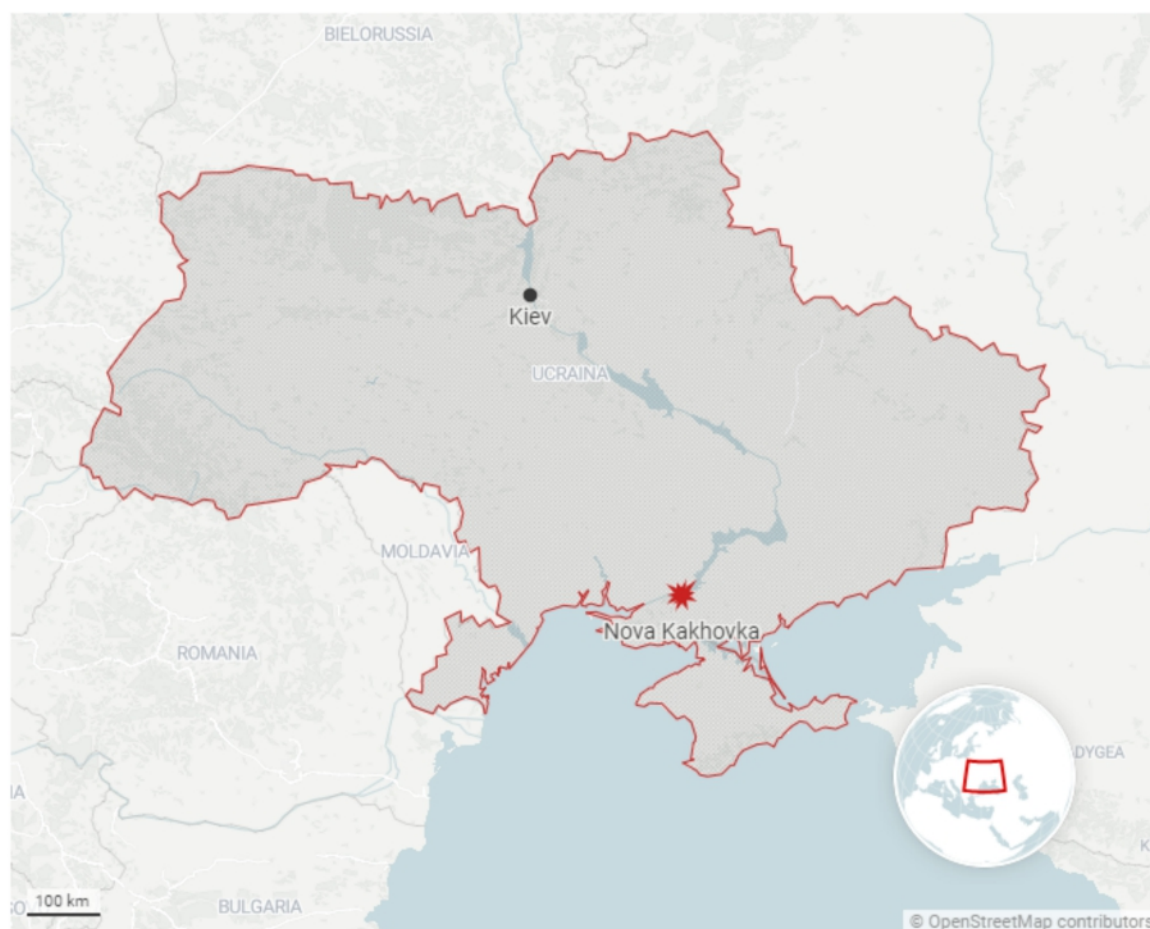 BIELORUSSIA
Kiev
UCRAINA
MOLDAVIA
Nova Kakhovka
ROMANIA
DYGEA
100 km
BULGARIA
© OpenStreetMap contributors